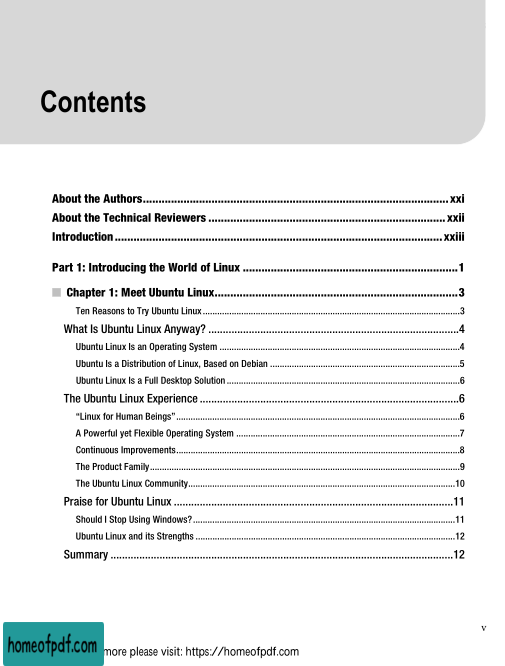 Contents
About the Authors.....xxi
About the Technical Reviewers.....xxii
Introduction.....xxiii
Part 1: Introducing the World of Linux.....1
Chapter 1: Meet Ubuntu Linux.....3
Ten Reasons to Try Ubuntu Linux.....3
What Is Ubuntu Linux Anyway?.....4
Ubuntu Linux Is an Operating System.....4
Ubuntu Is a Distribution of Linux, Based on Debian.....5
Ubuntu Linux Is a Full Desktop Solution.....6
The Ubuntu Linux Experience.....6
“Linux for Human Beings”.....6
A Powerful yet Flexible Operating System.....7
Continuous Improvements.....8
The Product Family.....9
The Ubuntu Linux Community.....10
Praise for Ubuntu Linux.....11
Should I Stop Using Windows?.....11
Ubuntu Linux and its Strengths.....12
Summary.....12
v
homeofpdf.com more please visit: https://homeofpdf.com